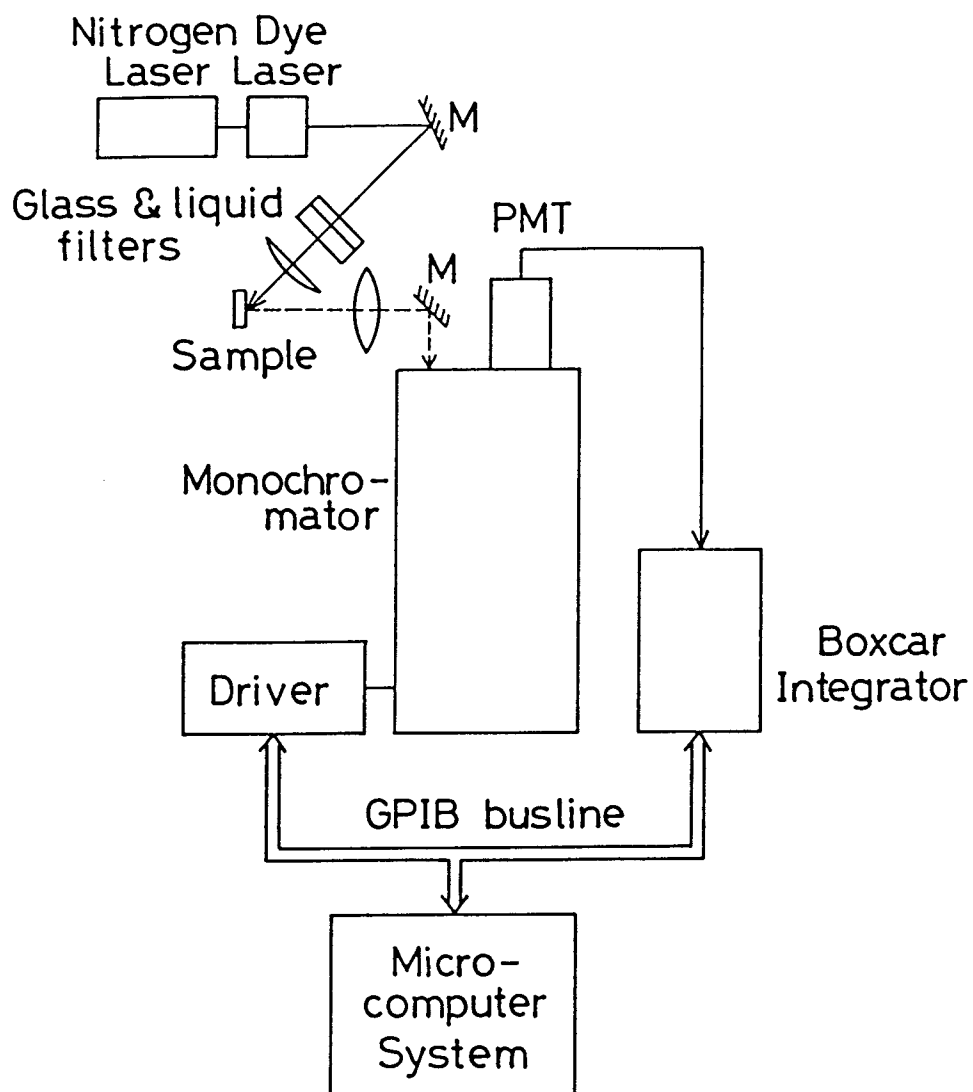 Nitrogen Dye
Laser Laser
M
Glass & liquid
filters
PMT
M
Sample
Monochro-
mator
Boxcar
Integrator
Driver
GPIB busline
Micro-
computer
System